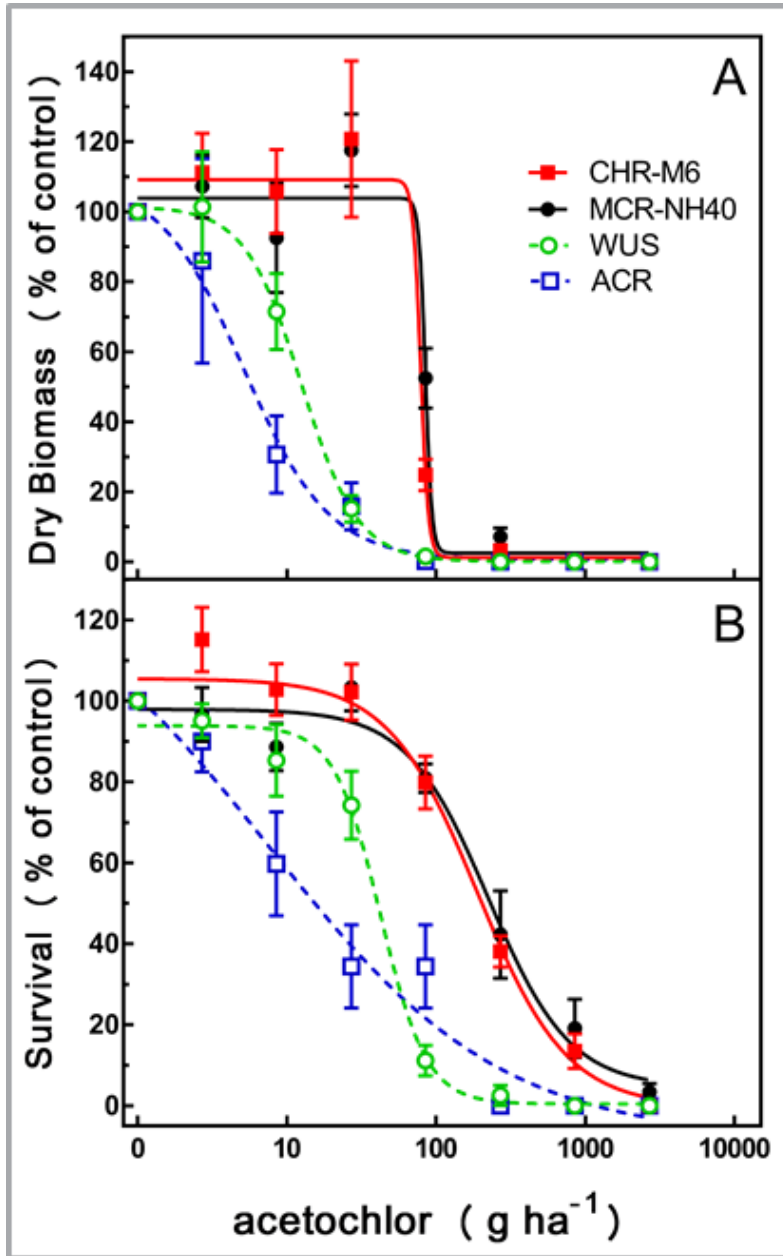 A
Dry Biomass ( % of control )
140
120
100
80
60
40
20
0
CHR-M6
MCR-NH40
WUS
ACR
B
Survival ( % of control )
120
100
80
60
40
20
0
0 10 100 1000 10000
acetochlor ( g ha⁻¹ )